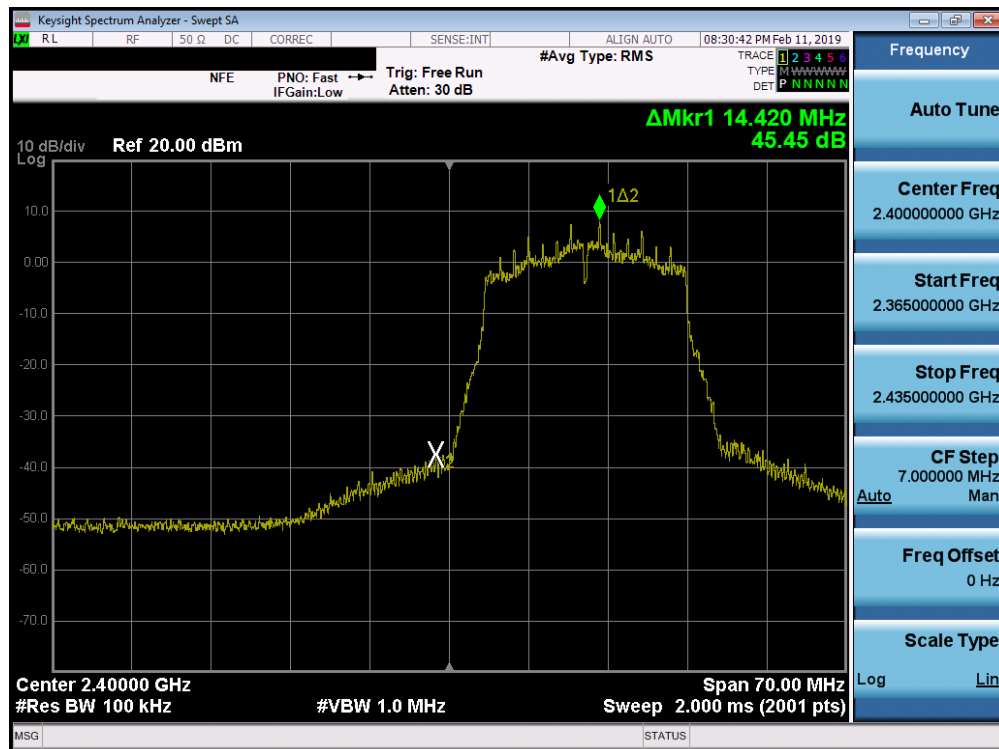 Keysight Spectrum Analyzer - Swept SA
LXI RL RF 50 Ω DC CORREC SENSE:INT ALIGN AUTO 08:30:42 PM Feb 11, 2019
NFE PNO: Fast IFGain:Low Trig: Free Run Atten: 30 dB #Avg Type: RMS
TRACE 1 2 3 4 5 6
TYPE M WWWWW
DET P N N N N N
ΔMkr1 14.420 MHz
45.45 dB
10 dB/div Ref 20.00 dBm
Log
1Δ2
10.0
0.00
-10.0
-20.0
-30.0
-40.0
X2
-50.0
-60.0
-70.0
Center 2.40000 GHz Span 70.00 MHz
#Res BW 100 kHz #VBW 1.0 MHz Sweep 2.000 ms (2001 pts)
MSG STATUS
Frequency
Auto Tune
Center Freq
2.400000000 GHz
Start Freq
2.365000000 GHz
Stop Freq
2.435000000 GHz
CF Step
7.000000 MHz
Auto Man
Freq Offset
0 Hz
Scale Type
Log Lin